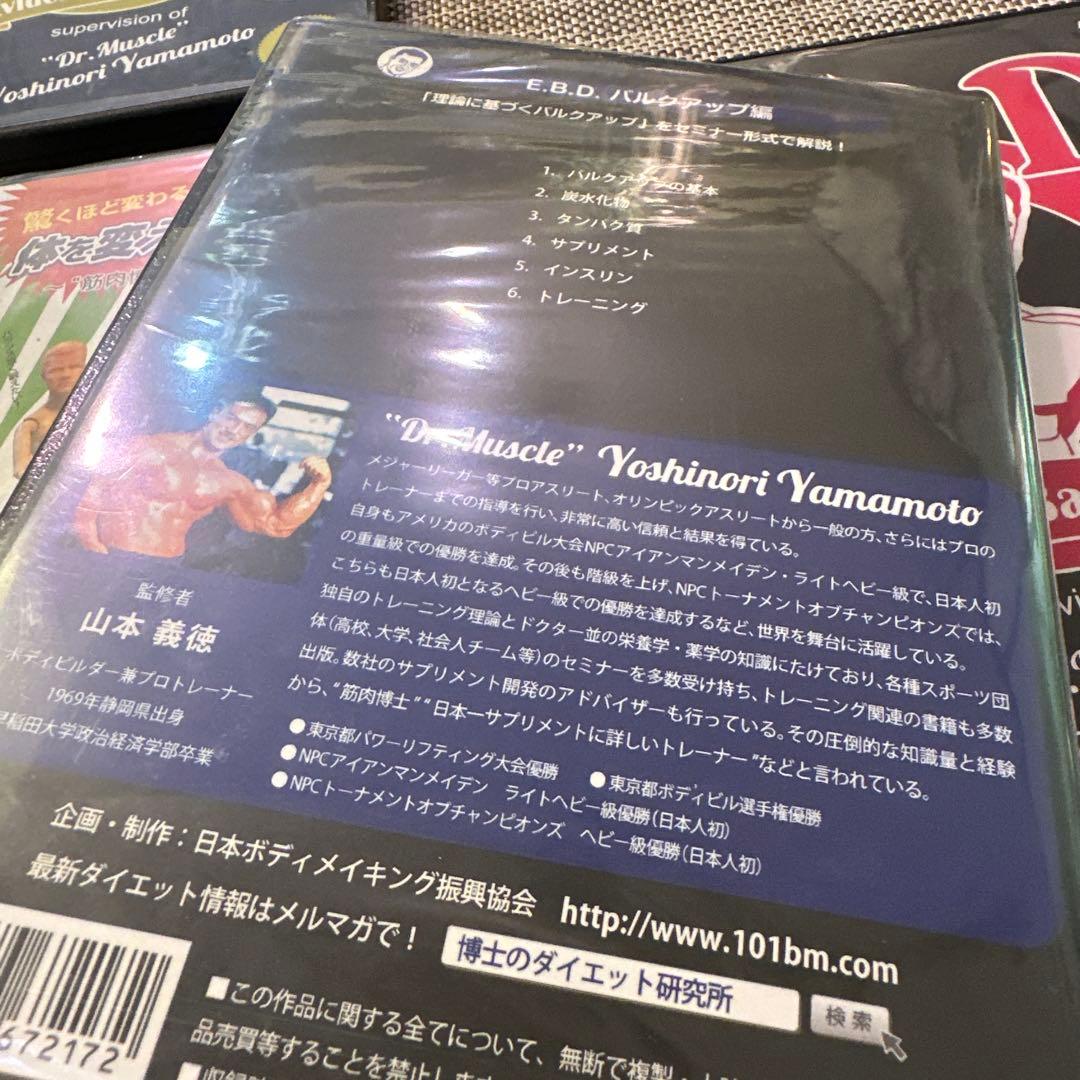 supervision of
"Dr.Muscle"
Yoshinori Yamamoto
驚くほど変わる
体を変え
～"筋肉
E.B.D. バルクアップ編
「理論に基づくバルクアップ」をセミナー形式で解説！
1. バルクアップの基本
2. 炭水化物
3. タンパク質
4. サプリメント
5. インスリン
6. トレーニング
"Dr.Muscle" Yoshinori Yamamoto
メジャーリーガー等プロアスリート、オリンピックアスリートから一般の方、さらにはプロの
トレーナーまでの指導を行い、非常に高い信頼と結果を得ている。
自身もアメリカのボディビル大会NPCアイアンマンメイデン・ライトヘビー級で、日本人初
の重量級での優勝を達成。その後も階級を上げ、NPCトーナメントオブチャンピオンズでは、
こちらも日本人初となるヘビー級での優勝を達成するなど、世界を舞台に活躍している。
独自のトレーニング理論とドクター並の栄養学・薬学の知識にたけており、各種スポーツ団
体（高校、大学、社会人チーム等）のセミナーを多数受け持ち、トレーニング関連の書籍も多数
出版。数社のサプリメント開発のアドバイザーも行っている。その圧倒的な知識量と経験
から、"筋肉博士" "日本一サプリメントに詳しいトレーナー"などと言われている。
●東京都パワーリフティング大会優勝 ●東京都ボディビル選手権優勝
●NPCアイアンマンメイデン ライトヘビー級優勝（日本人初）
●NPCトーナメントオブチャンピオンズ ヘビー級優勝（日本人初）
監修者
山本 義徳
ボディビルダー兼プロトレーナー
1969年静岡県出身
早稲田大学政治経済学部卒業
企画・制作：日本ボディメイキング振興協会 http://www.101bm.com
最新ダイエット情報はメルマガで！ 博士のダイエット研究所 検索
672172
■この作品に関する全てについて、無断で複製・
品売買等することを禁止します